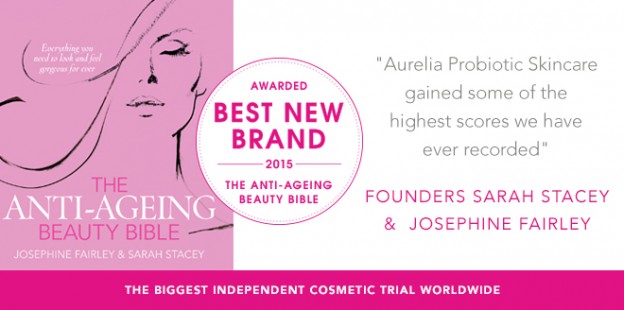 Everything you
need to look and feel
gorgeous for ever
THE
ANTI-AGEING
BEAUTY BIBLE
JOSEPHINE FAIRLEY & SARAH STACEY
AWARDED
BEST NEW
BRAND
2015
THE ANTI-AGEING
BEAUTY BIBLE
"Aurelia Probiotic Skincare
gained some of the
highest scores we have
ever recorded"
FOUNDERS SARAH STACEY
& JOSEPHINE FAIRLEY
THE BIGGEST INDEPENDENT COSMETIC TRIAL WORLDWIDE